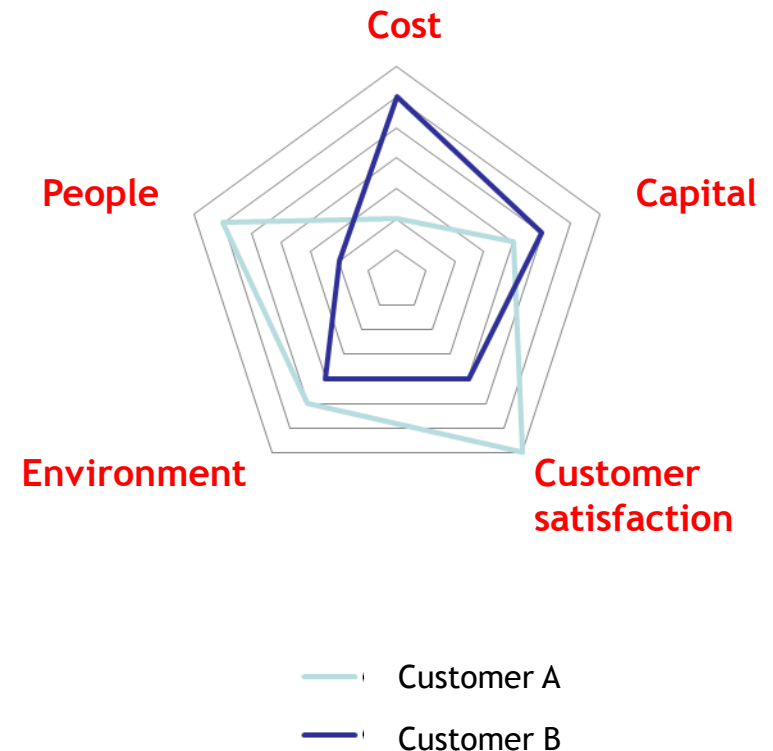 Cost
People
Capital
Environment
Customer
satisfaction
Customer A
Customer B